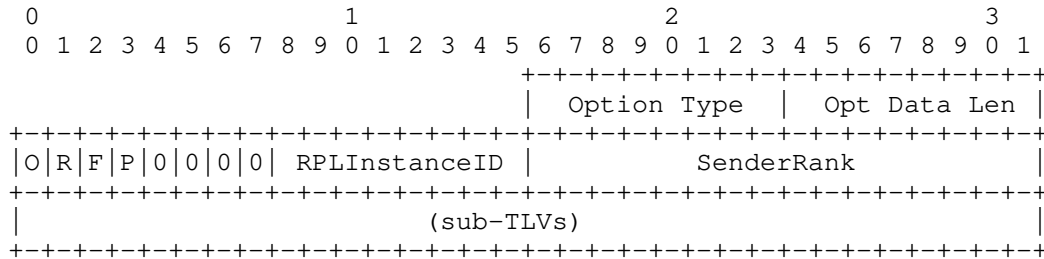 0                   1                   2                   3
 0 1 2 3 4 5 6 7 8 9 0 1 2 3 4 5 6 7 8 9 0 1 2 3 4 5 6 7 8 9 0 1
                                +-+-+-+-+-+-+-+-+-+-+-+-+-+-+-+-+
                                |  Option Type  |  Opt Data Len |
+-+-+-+-+-+-+-+-+-+-+-+-+-+-+-+-+-+-+-+-+-+-+-+-+-+-+-+-+-+-+-+-+
|O|R|F|P|0|0|0|0| RPLInstanceID |          SenderRank           |
+-+-+-+-+-+-+-+-+-+-+-+-+-+-+-+-+-+-+-+-+-+-+-+-+-+-+-+-+-+-+-+-+
|                         (sub-TLVs)                            |
+-+-+-+-+-+-+-+-+-+-+-+-+-+-+-+-+-+-+-+-+-+-+-+-+-+-+-+-+-+-+-+-+